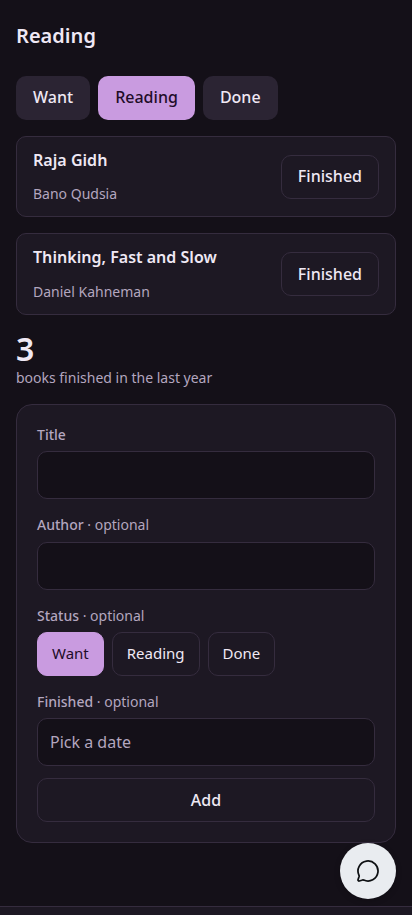 Reading
Want Reading Done
Raja Gidh
Bano Qudsia
Finished
Thinking, Fast and Slow
Daniel Kahneman
Finished
3
books finished in the last year
Title
Author · optional
Status · optional
Want Reading Done
Finished · optional
Pick a date
Add